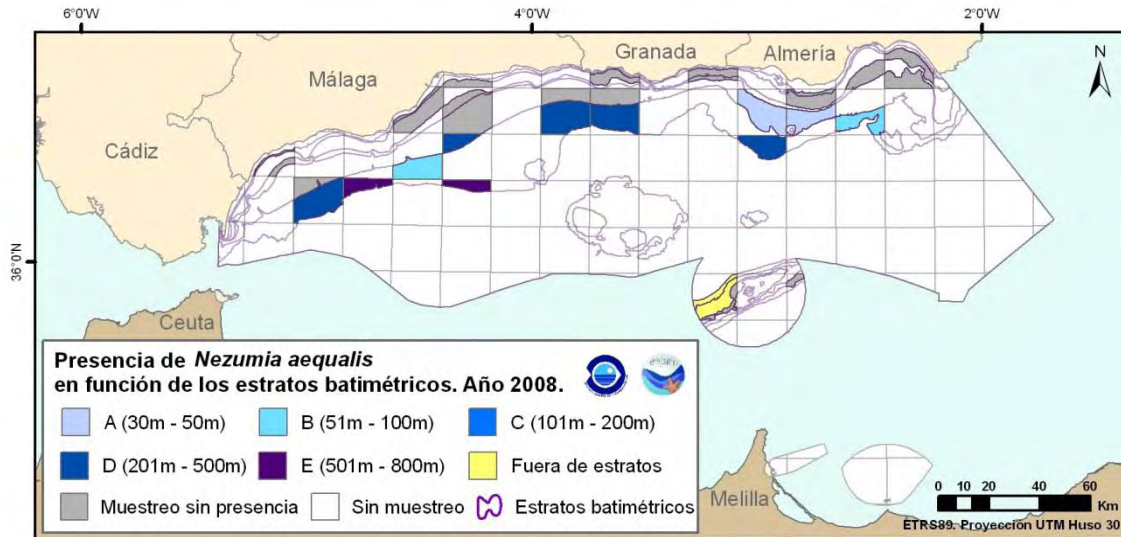 6°0'W 4°0'W 2°0'W
Granada Almería
Málaga
N
Cádiz
36°0'N
Ceuta
Presencia de Nezumia aequalis
en función de los estratos batimétricos. Año 2008.
A (30m - 50m) B (51m - 100m) C (101m - 200m)
D (201m - 500m) E (501m - 800m) Fuera de estratos
Muestreo sin presencia Sin muestreo Estratos batimétricos
Melilla
0 10 20 40 60
Km
ETRS89. Proyección UTM Huso 30